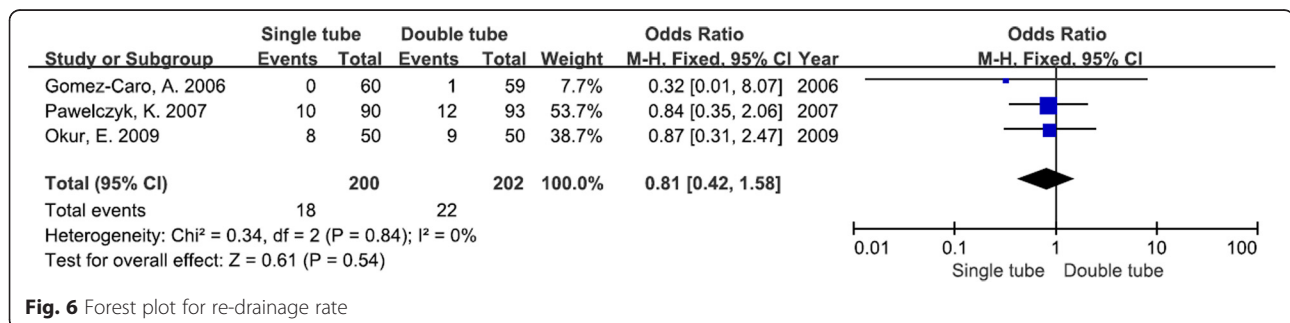 Single tube Double tube Odds Ratio Odds Ratio
Study or Subgroup Events Total Events Total Weight M-H. Fixed. 95% CI Year M-H. Fixed. 95% CI
Gomez-Caro, A. 2006 0 60 1 59 7.7% 0.32 [0.01, 8.07] 2006
Pawelczyk, K. 2007 10 90 12 93 53.7% 0.84 [0.35, 2.06] 2007
Okur, E. 2009 8 50 9 50 38.7% 0.87 [0.31, 2.47] 2009
Total (95% CI) 200 202 100.0% 0.81 [0.42, 1.58]
Total events 18 22
Heterogeneity: Chi² = 0.34, df = 2 (P = 0.84); I² = 0%
Test for overall effect: Z = 0.61 (P = 0.54)
0.01 0.1 1 10 100
Single tube Double tube
Fig. 6 Forest plot for re-drainage rate